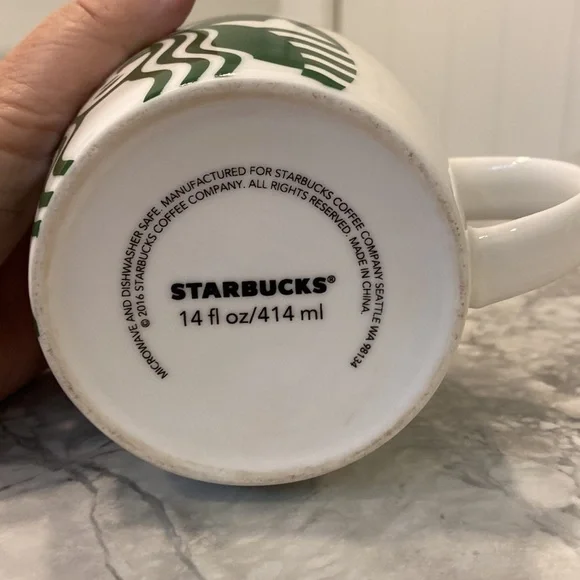 MICROWAVE AND DISHWASHER SAFE. MANUFACTURED FOR STARBUCKS COFFEE COMPANY SEATTLE WA 98134
© 2016 STARBUCKS COFFEE COMPANY. ALL RIGHTS RESERVED. MADE IN CHINA.
STARBUCKS®
14 fl oz/414 ml